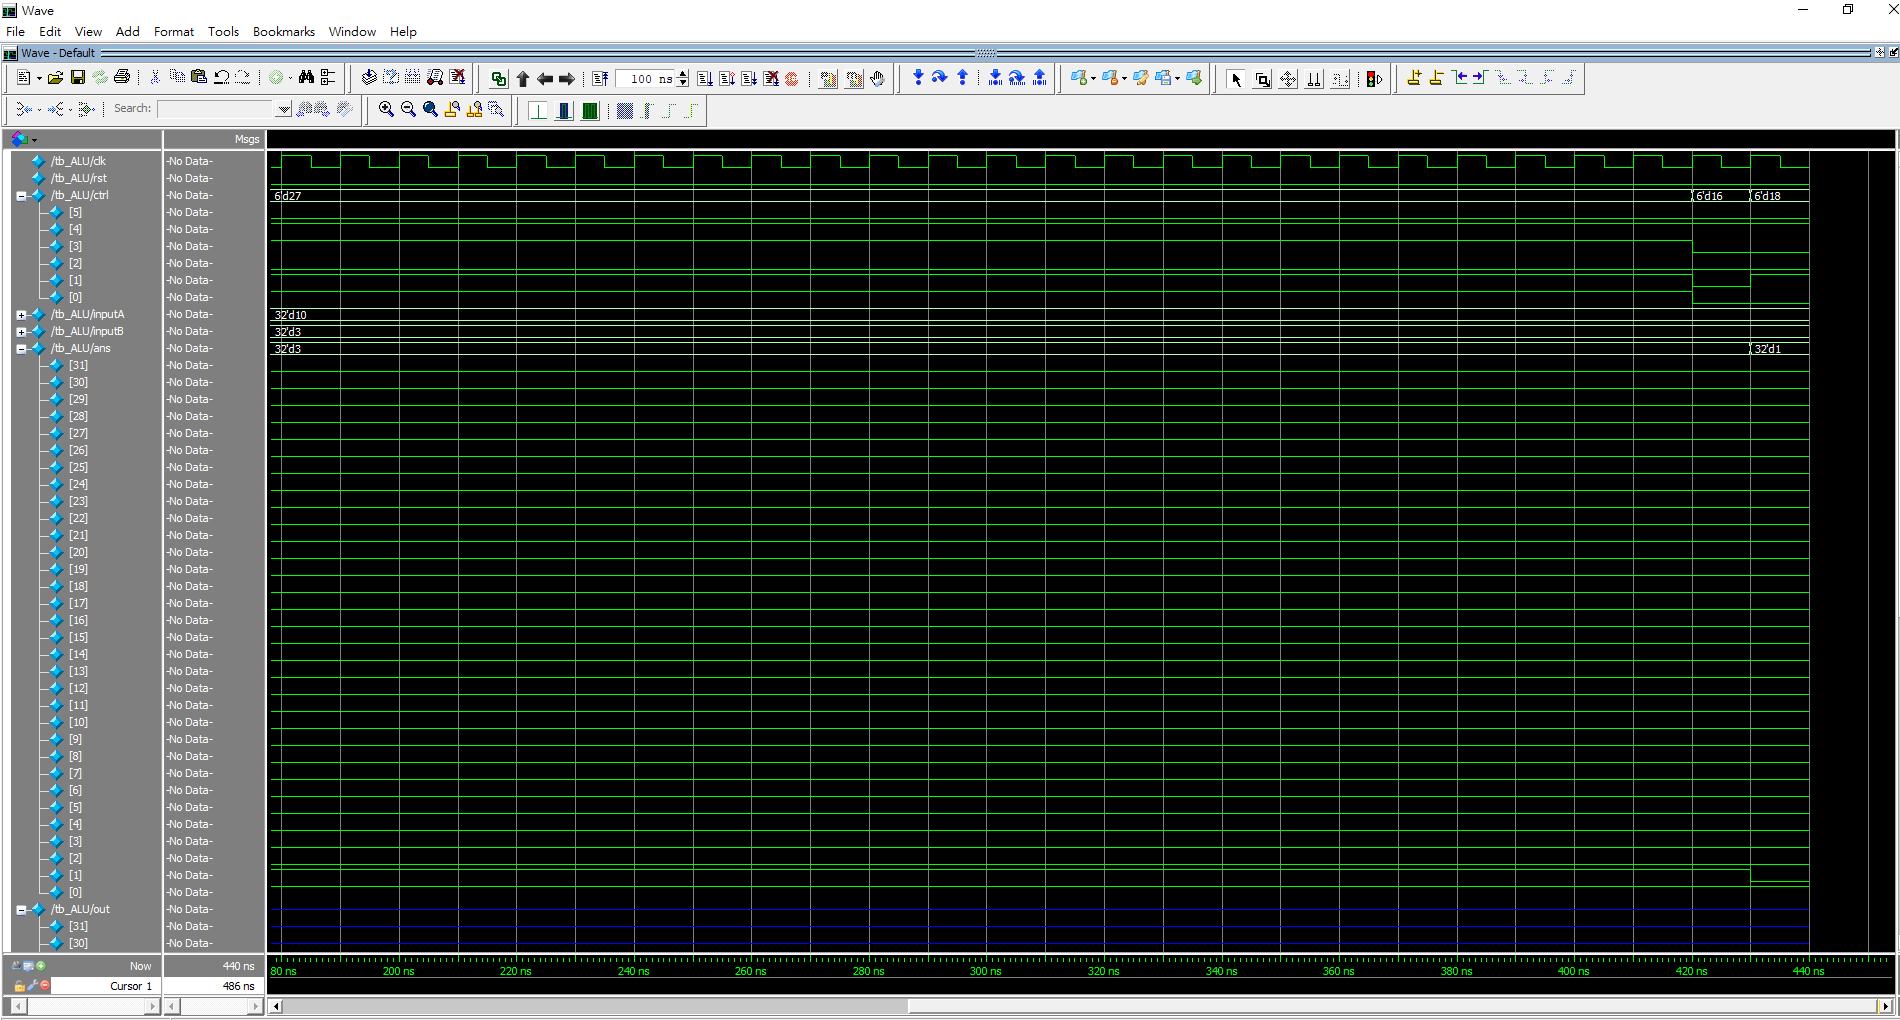 Wave
File Edit View Add Format Tools Bookmarks Window Help
Wave - Default
100 ns
Search:
Msgs
/tb_ALU/clk -No Data-
/tb_ALU/rst -No Data-
/tb_ALU/ctrl -No Data- 6'd27 6'd16 6'd18
[5] -No Data-
[4] -No Data-
[3] -No Data-
[2] -No Data-
[1] -No Data-
[0] -No Data-
/tb_ALU/inputA -No Data- 32'd10
/tb_ALU/inputB -No Data- 32'd3
/tb_ALU/ans -No Data- 32'd3 32'd1
[31] -No Data-
[30] -No Data-
[29] -No Data-
[28] -No Data-
[27] -No Data-
[26] -No Data-
[25] -No Data-
[24] -No Data-
[23] -No Data-
[22] -No Data-
[21] -No Data-
[20] -No Data-
[19] -No Data-
[18] -No Data-
[17] -No Data-
[16] -No Data-
[15] -No Data-
[14] -No Data-
[13] -No Data-
[12] -No Data-
[11] -No Data-
[10] -No Data-
[9] -No Data-
[8] -No Data-
[7] -No Data-
[6] -No Data-
[5] -No Data-
[4] -No Data-
[3] -No Data-
[2] -No Data-
[1] -No Data-
[0] -No Data-
/tb_ALU/out -No Data-
[31] -No Data-
[30] -No Data-
Now 440 ns 80 ns 200 ns 220 ns 240 ns 260 ns 280 ns 300 ns 320 ns 340 ns 360 ns 380 ns 400 ns 420 ns 440 ns
Cursor 1 486 ns